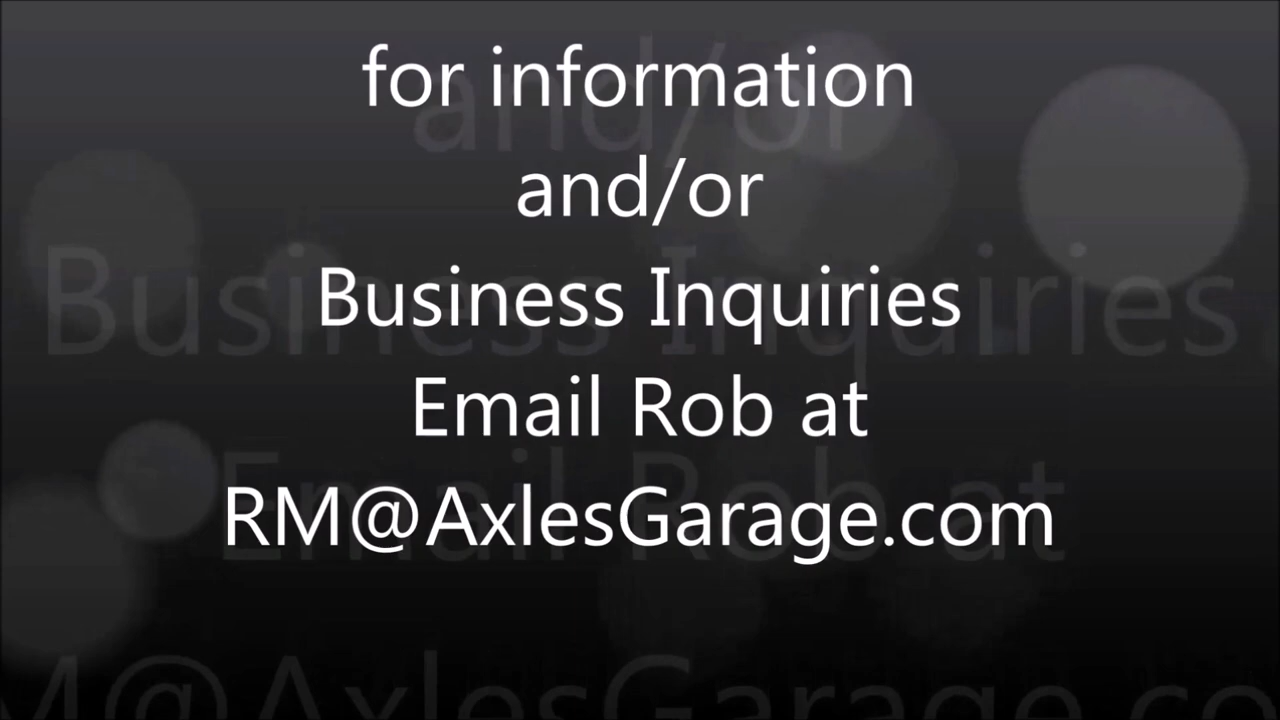 for information
and/or
Business Inquiries
Email Rob at
RM@AxlesGarage.com